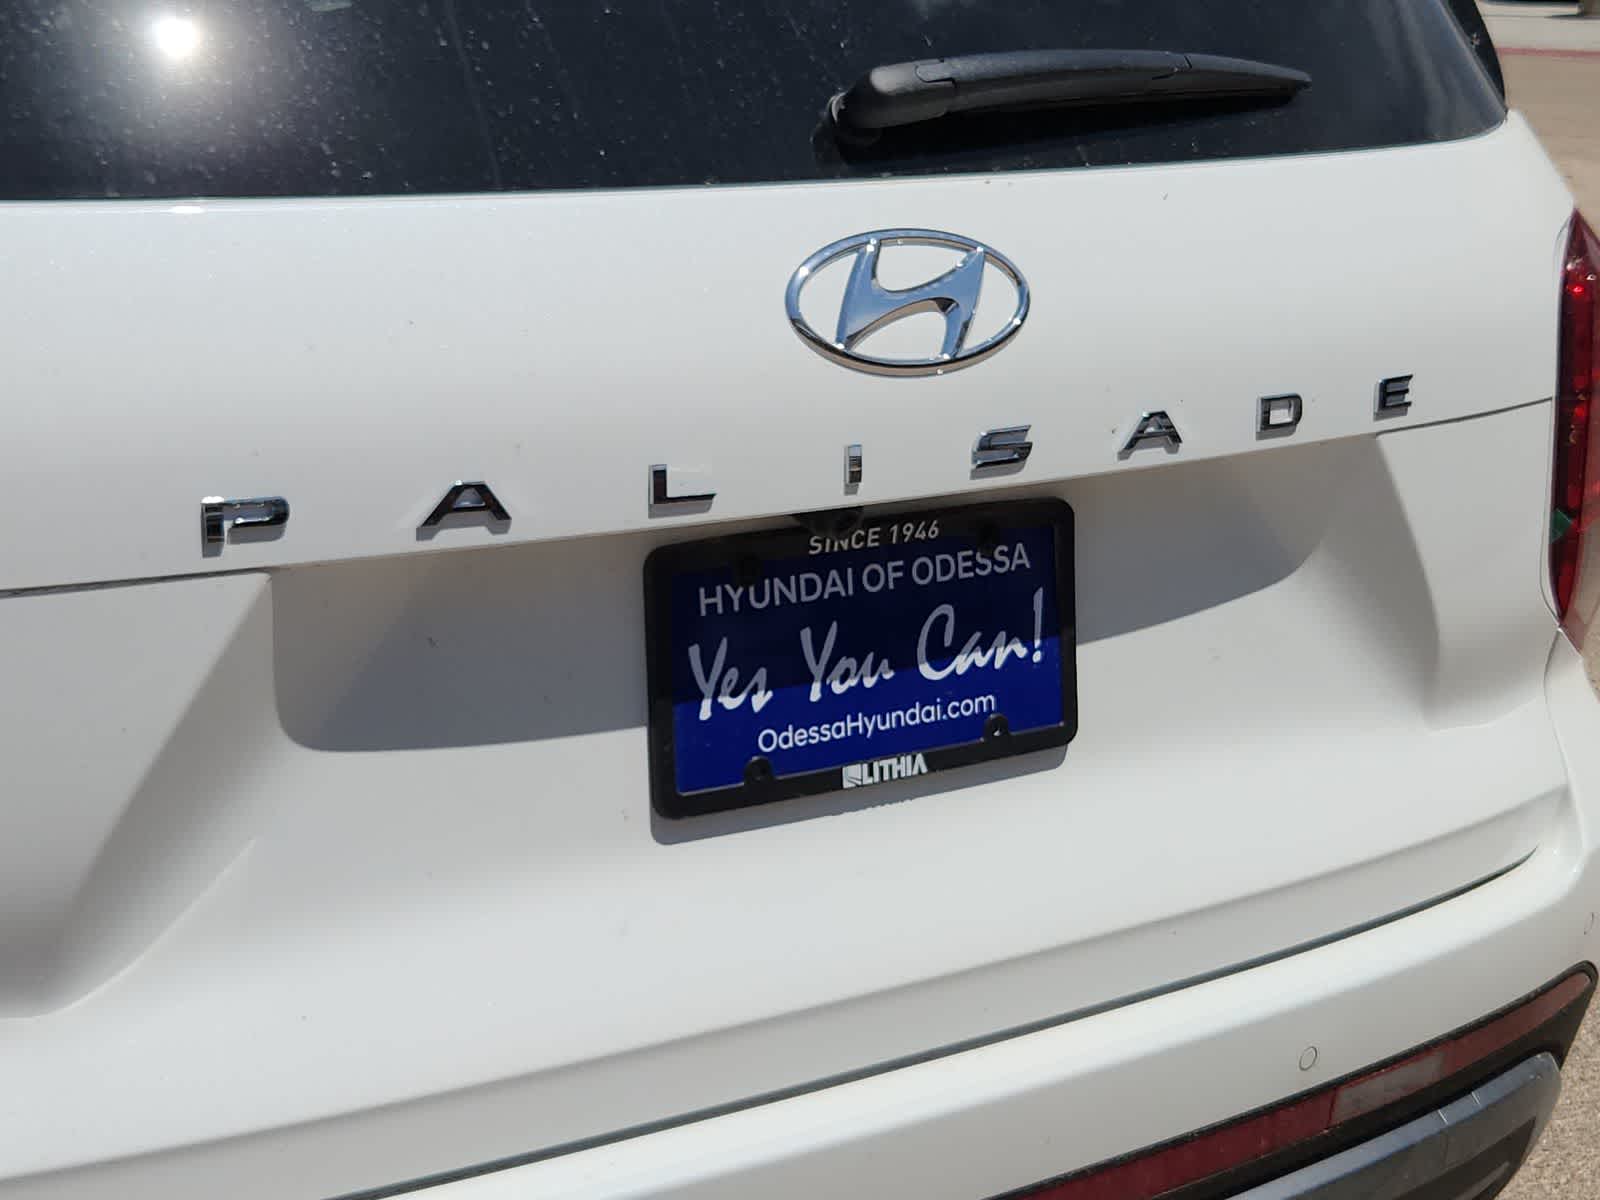 PALISADE
SINCE 1946
HYUNDAI OF ODESSA
Yes You Can!
OdessaHyundai.com
LITHIA